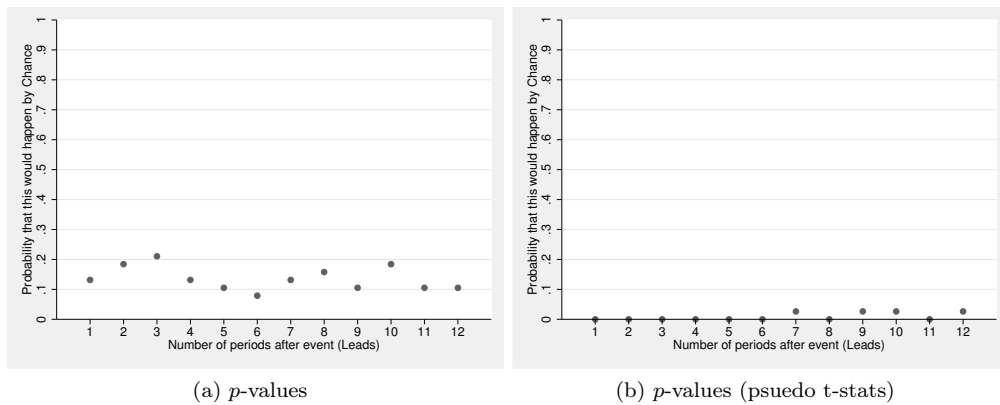 Probability that this would happen by Chance
1
.9
.8
.7
.6
.5
.4
.3
.2
.1
0
1 2 3 4 5 6 7 8 9 10 11 12
Number of periods after event (Leads)
(a) p-values
Probability that this would happen by Chance
1
.9
.8
.7
.6
.5
.4
.3
.2
.1
0
1 2 3 4 5 6 7 8 9 10 11 12
Number of periods after event (Leads)
(b) p-values (psuedo t-stats)